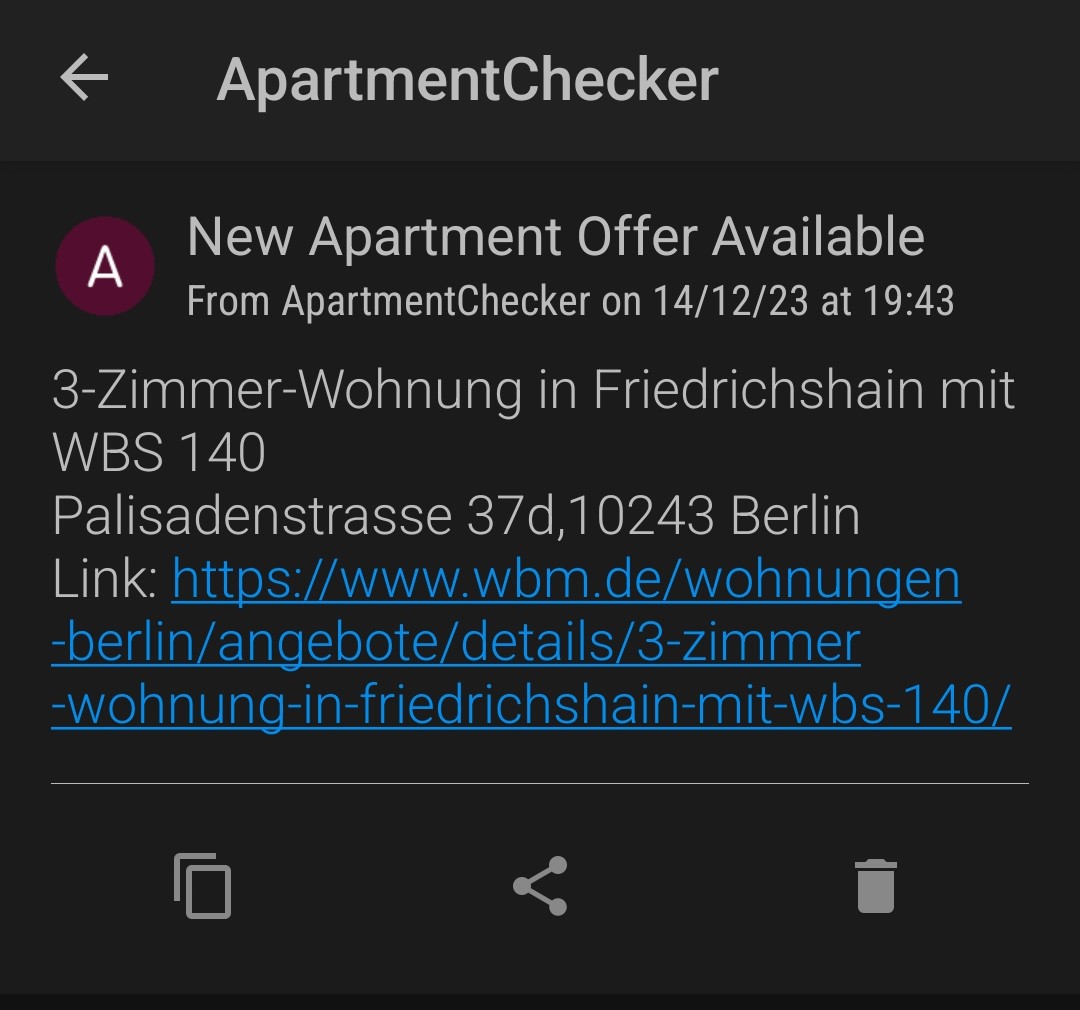 ApartmentChecker
A
New Apartment Offer Available
From ApartmentChecker on 14/12/23 at 19:43
3-Zimmer-Wohnung in Friedrichshain mit
WBS 140
Palisadenstrasse 37d,10243 Berlin
Link: https://www.wbm.de/wohnungen
-berlin/angebote/details/3-zimmer
-wohnung-in-friedrichshain-mit-wbs-140/